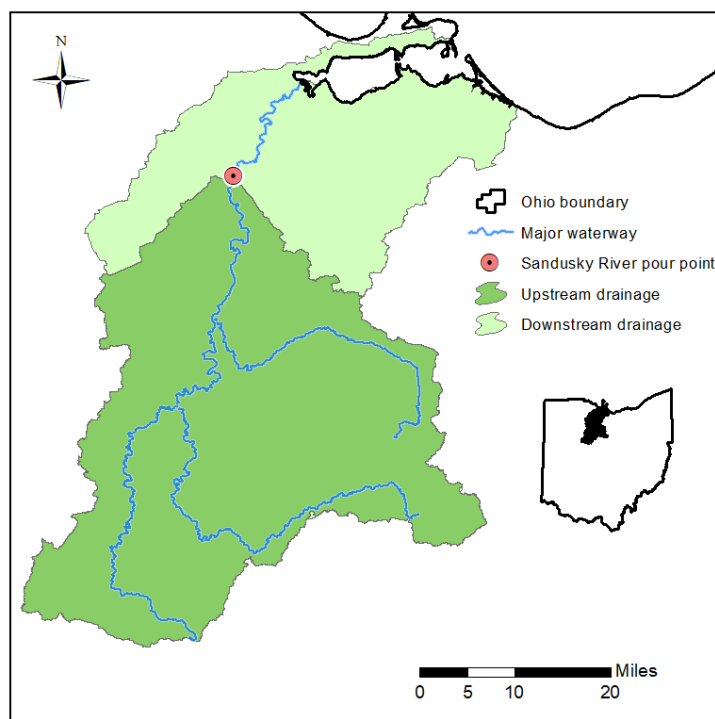 N
Ohio boundary
Major waterway
Sandusky River pour point
Upstream drainage
Downstream drainage
Miles
0 5 10 20